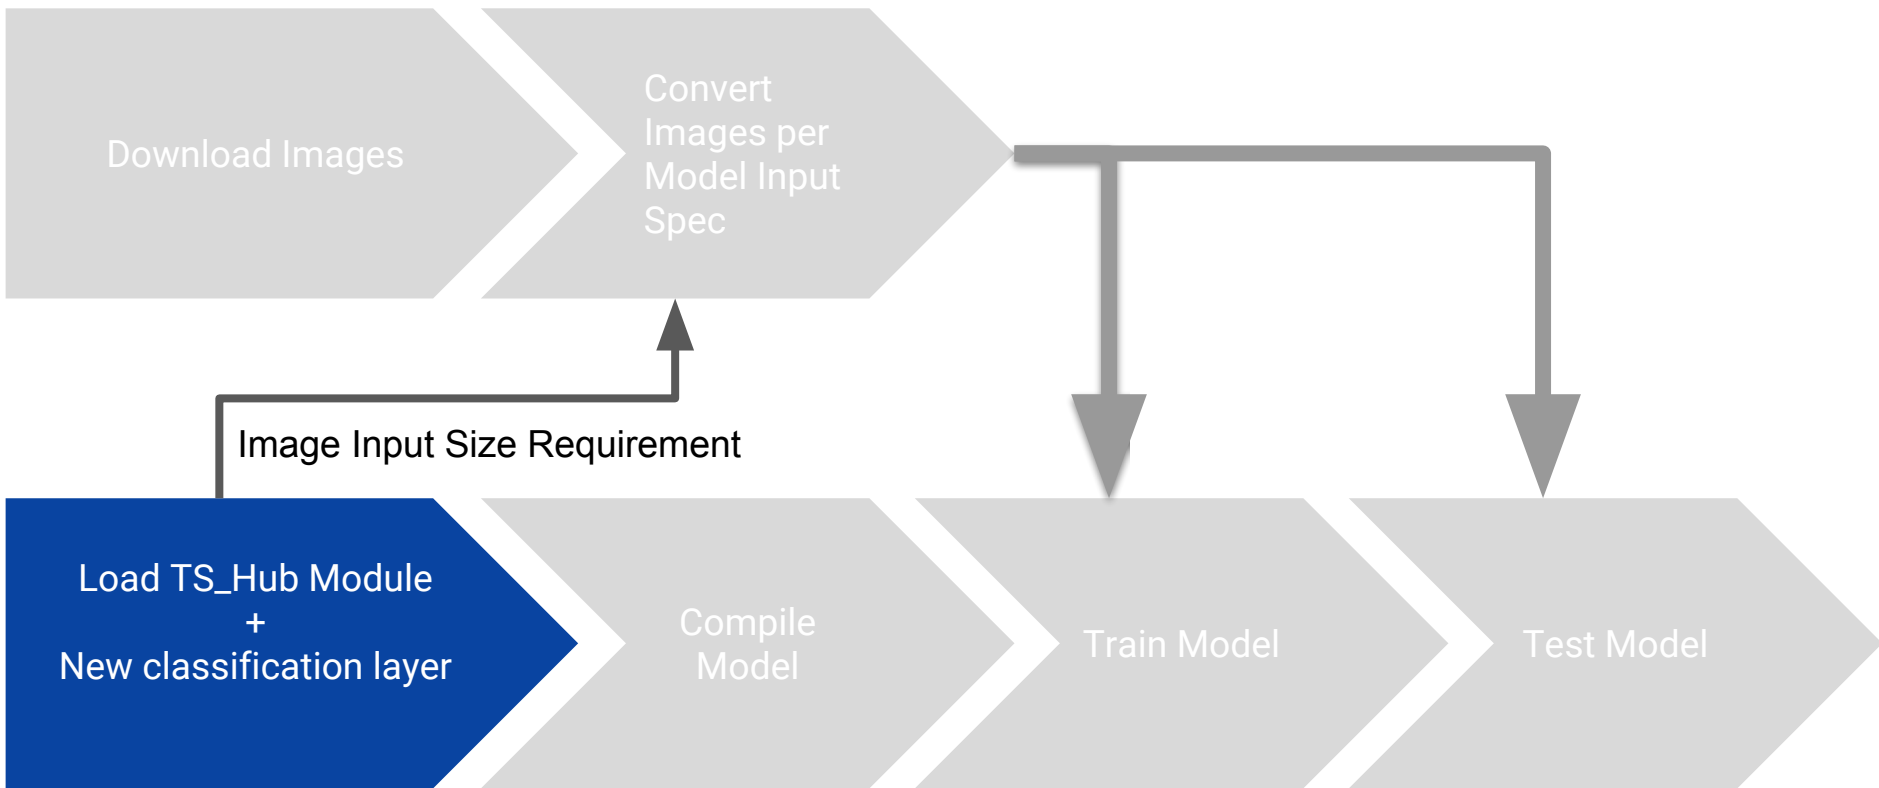 Download Images
Convert
Images per
Model Input
Spec
Image Input Size Requirement
Load TS_Hub Module
+
New classification layer
Compile
Model
Train Model
Test Model